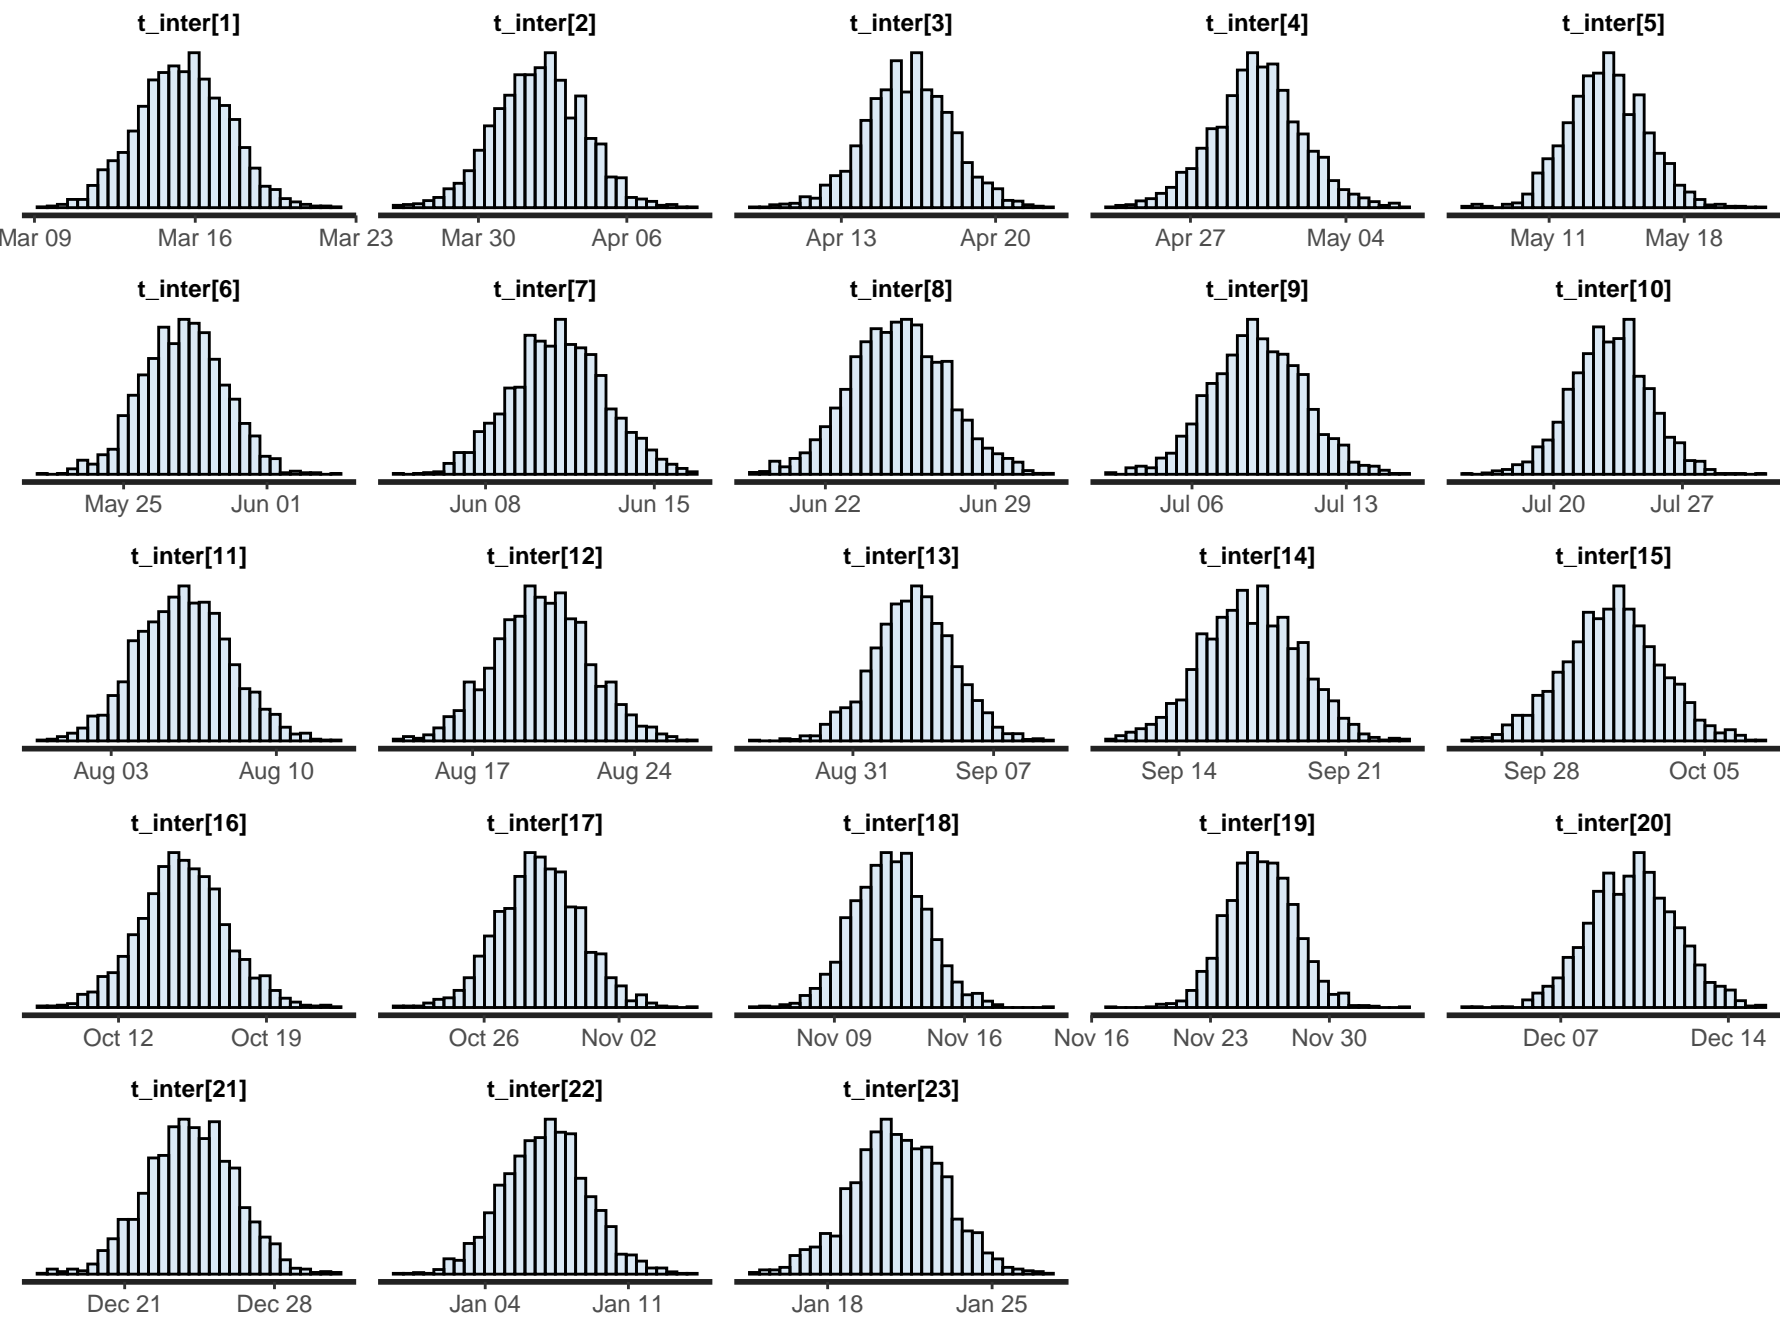 t_inter[1] t_inter[2] t_inter[3] t_inter[4] t_inter[5]
Mar 09 Mar 16 Mar 23 Mar 30 Apr 06 Apr 13 Apr 20 Apr 27 May 04 May 11 May 18
t_inter[6] t_inter[7] t_inter[8] t_inter[9] t_inter[10]
May 25 Jun 01 Jun 08 Jun 15 Jun 22 Jun 29 Jul 06 Jul 13 Jul 20 Jul 27
t_inter[11] t_inter[12] t_inter[13] t_inter[14] t_inter[15]
Aug 03 Aug 10 Aug 17 Aug 24 Aug 31 Sep 07 Sep 14 Sep 21 Sep 28 Oct 05
t_inter[16] t_inter[17] t_inter[18] t_inter[19] t_inter[20]
Oct 12 Oct 19 Oct 26 Nov 02 Nov 09 Nov 16 Nov 16 Nov 23 Nov 30 Dec 07 Dec 14
t_inter[21] t_inter[22] t_inter[23]
Dec 21 Dec 28 Jan 04 Jan 11 Jan 18 Jan 25